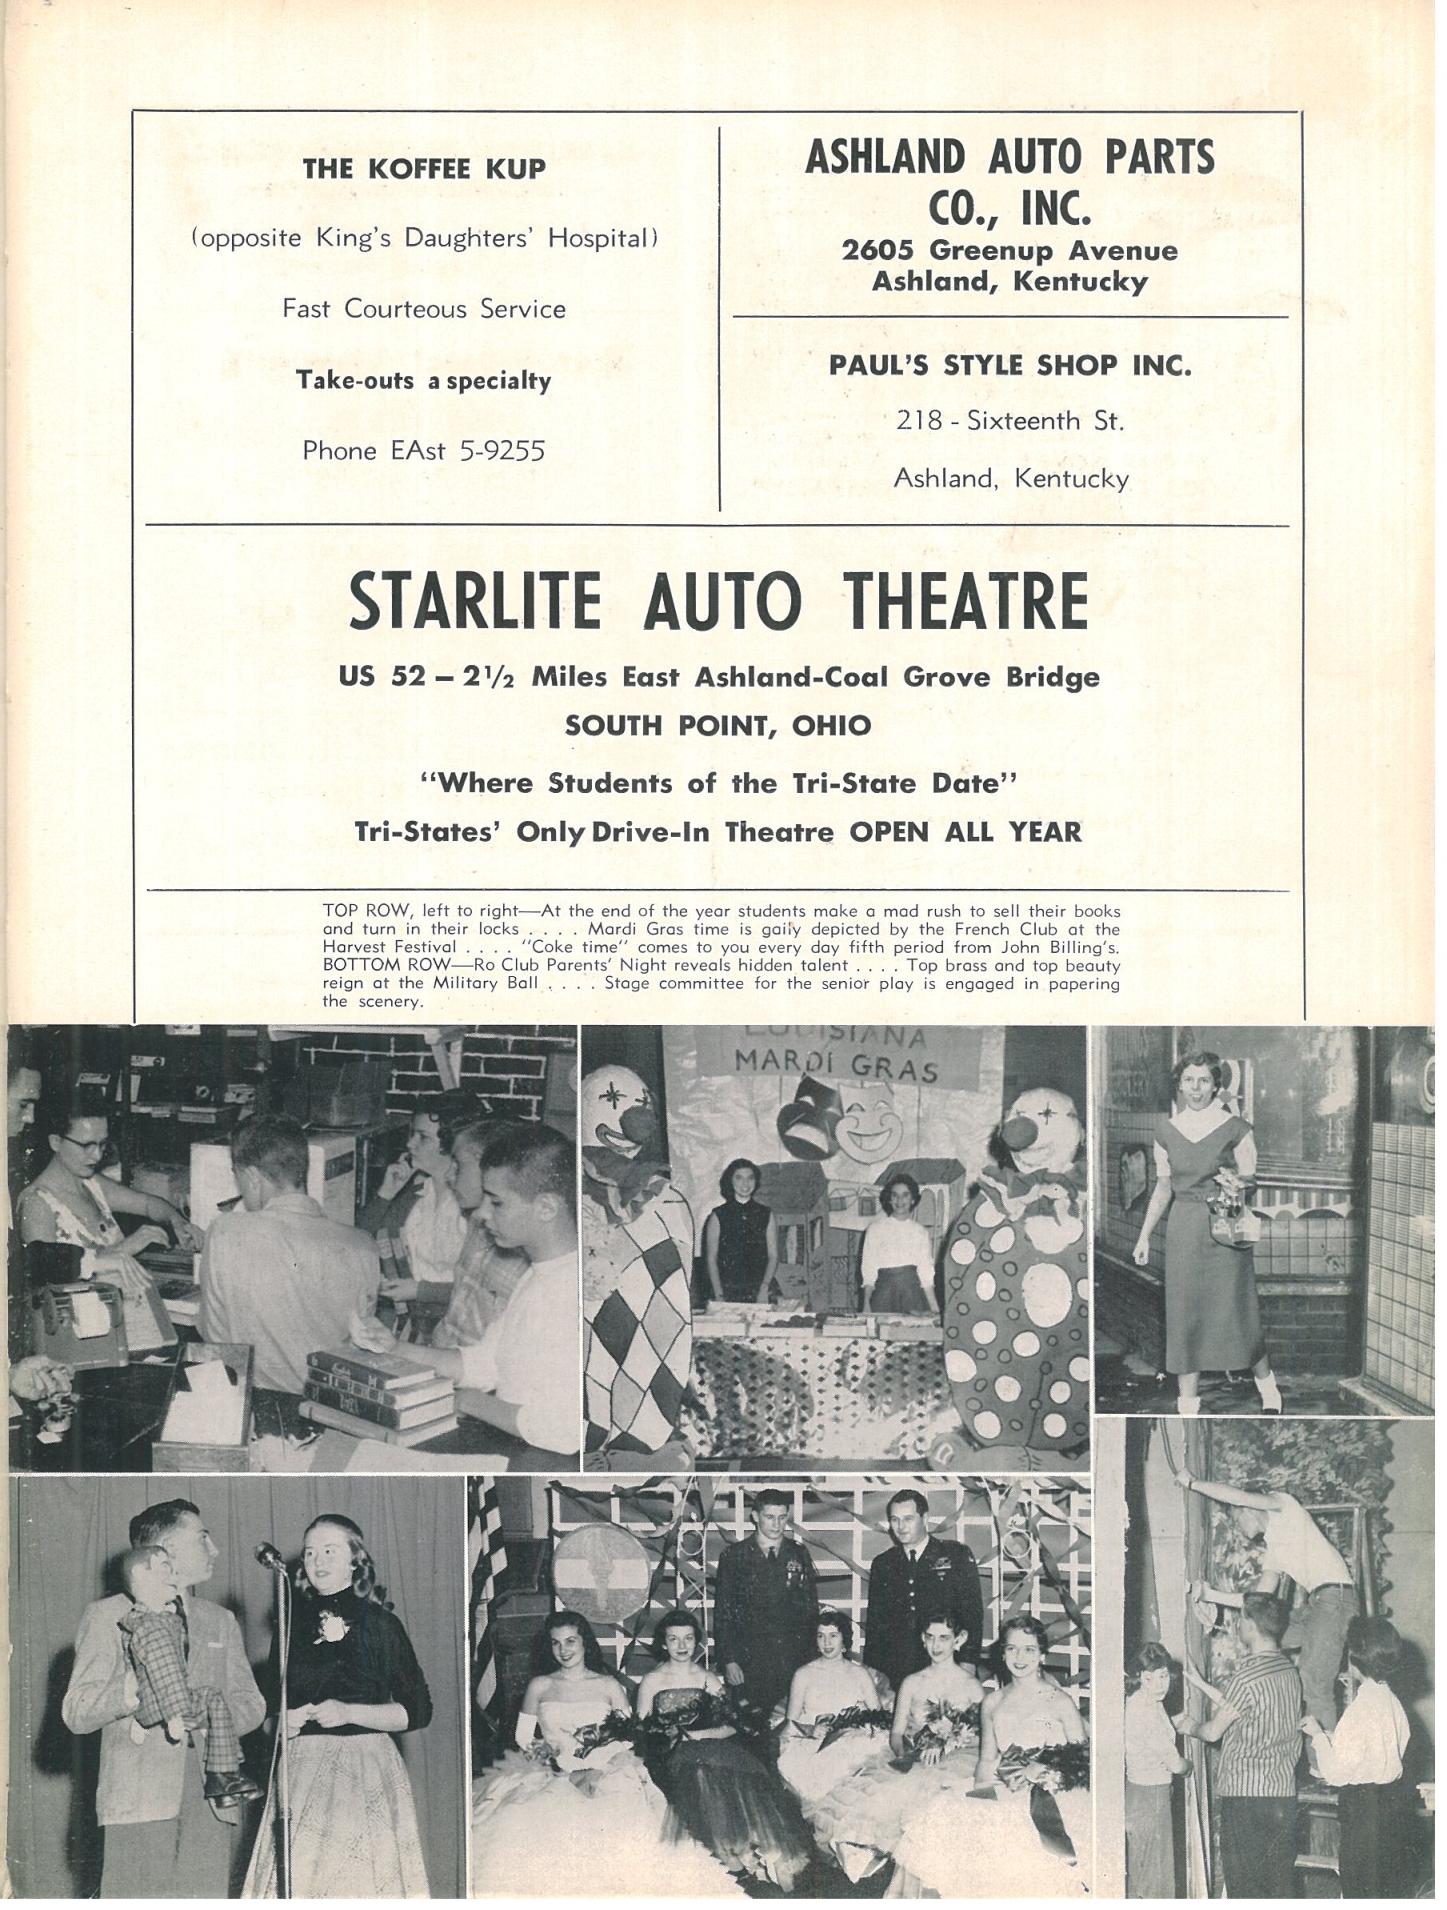 THE KOFFEE KUP
(opposite King's Daughters' Hospital)
Fast Courteous Service
Take-outs a specialty
Phone EAst 5-9255
ASHLAND AUTO PARTS
CO., INC.
2605 Greenup Avenue
Ashland, Kentucky
PAUL'S STYLE SHOP INC.
218 - Sixteenth St.
Ashland, Kentucky
STARLITE AUTO THEATRE
US 52 – 2½ Miles East Ashland-Coal Grove Bridge
SOUTH POINT, OHIO
"Where Students of the Tri-State Date"
Tri-States' Only Drive-In Theatre OPEN ALL YEAR
TOP ROW, left to right—At the end of the year students make a mad rush to sell their books
and turn in their locks . . . . Mardi Gras time is gaily depicted by the French Club at the
Harvest Festival . . . . "Coke time" comes to you every day fifth period from John Billing's.
BOTTOM ROW—Ro Club Parents' Night reveals hidden talent . . . . Top brass and top beauty
reign at the Military Ball . . . . Stage committee for the senior play is engaged in papering
the scenery.
LOUISIANA
MARDI GRAS